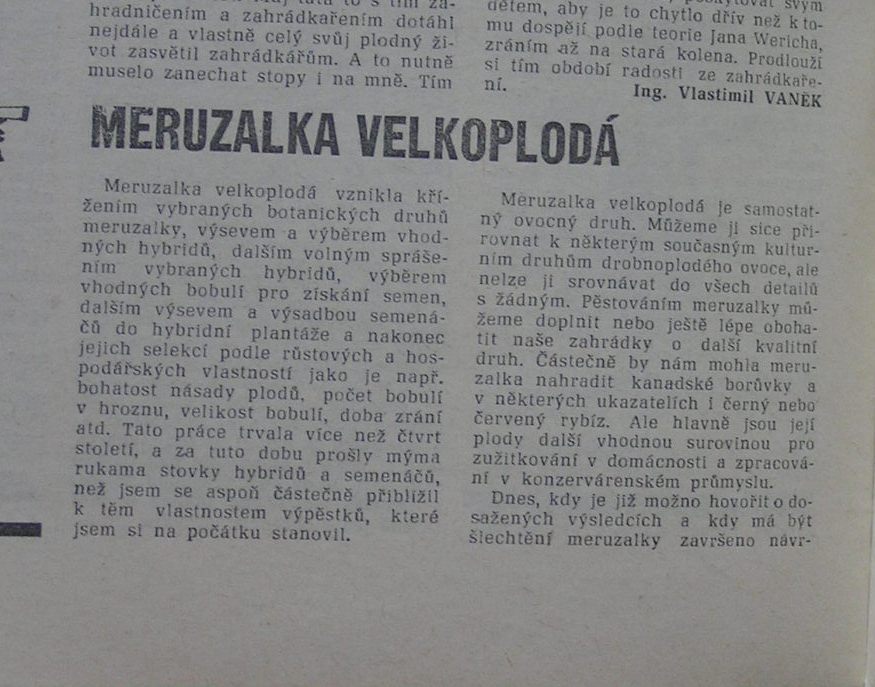 hradničením a zahrádkařením dotáhl
nejdále a vlastně celý svůj plodný ži-
vot zasvětil zahrádkářům. A to nutně
muselo zanechat stopy i na mně. Tím
svým
dětem, aby je to chytlo dřív než k to-
mu dospějí podle teorie Jana Wericha,
zráním až na stará kolena. Prodlouží
si tím období radosti ze zahrádkaře-
ní.
Ing. Vlastimil VANĚK
MERUZALKA VELKOPLODÁ
Meruzalka velkoplodá vznikla kří-
žením vybraných botanických druhů
meruzalky, výsevem a výběrem vhod-
ných hybridů, dalším volným spráše-
ním vybraných hybridů, výběrem
vhodných bobulí pro získání semen,
dalším výsevem a výsadbou semená-
čů do hybridní plantáže a nakonec
jejich selekcí podle růstových a hos-
podářských vlastností jako je např.
bohatost násady plodů, počet bobulí
v hroznu, velikost bobulí, doba zrání
atd. Tato práce trvala více než čtvrt
století, a za tuto dobu prošly mýma
rukama stovky hybridů a semenáčů,
než jsem se aspoň částečně přiblížil
k těm vlastnostem výpěstků, které
jsem si na počátku stanovil.
Meruzalka velkoplodá je samostat-
ný ovocný druh. Můžeme ji sice při-
rovnat k některým současným kultur-
ním druhům drobnoplodého ovoce, ale
nelze ji srovnávat do všech detailů
s žádným. Pěstováním meruzalky mů-
žeme doplnit nebo ještě lépe oboha-
tit naše zahrádky o další kvalitní
druh. Částečně by nám mohla meru-
zalka nahradit kanadské borůvky a
v některých ukazatelích i černý nebo
červený rybíz. Ale hlavně jsou její
plody další vhodnou surovinou pro
zužitkování v domácnosti a zpracová-
ní v konzervárenském průmyslu.
Dnes, kdy je již možno hovořit o do-
sažených výsledcích a kdy má být
šlechtění meruzalky završeno návr-